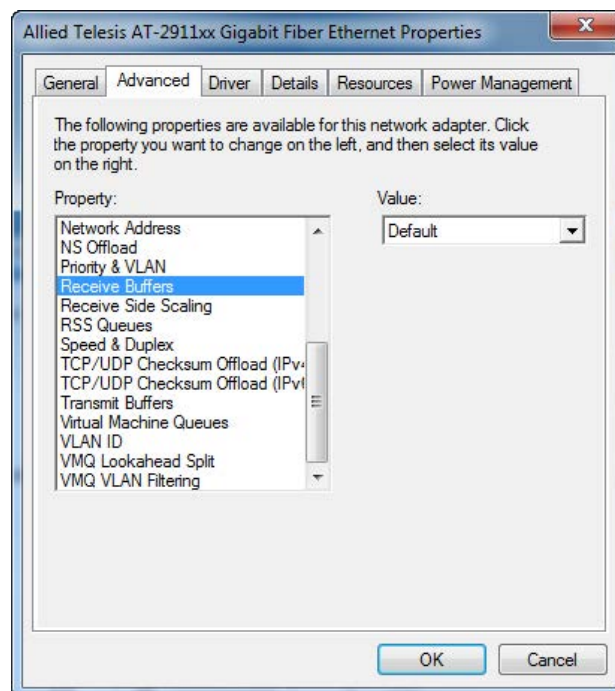 Allied Telesis AT-2911xx Gigabit Fiber Ethernet Properties
General Advanced Driver Details Resources Power Management
The following properties are available for this network adapter. Click
the property you want to change on the left, and then select its value
on the right.
Property:
Value:
Network Address
NS Offload
Priority & VLAN
Receive Buffers
Receive Side Scaling
RSS Queues
Speed & Duplex
TCP/UDP Checksum Offload (IPv4
TCP/UDP Checksum Offload (IPv6
Transmit Buffers
Virtual Machine Queues
VLAN ID
VMQ Lookahead Split
VMQ VLAN Filtering
Default
OK Cancel